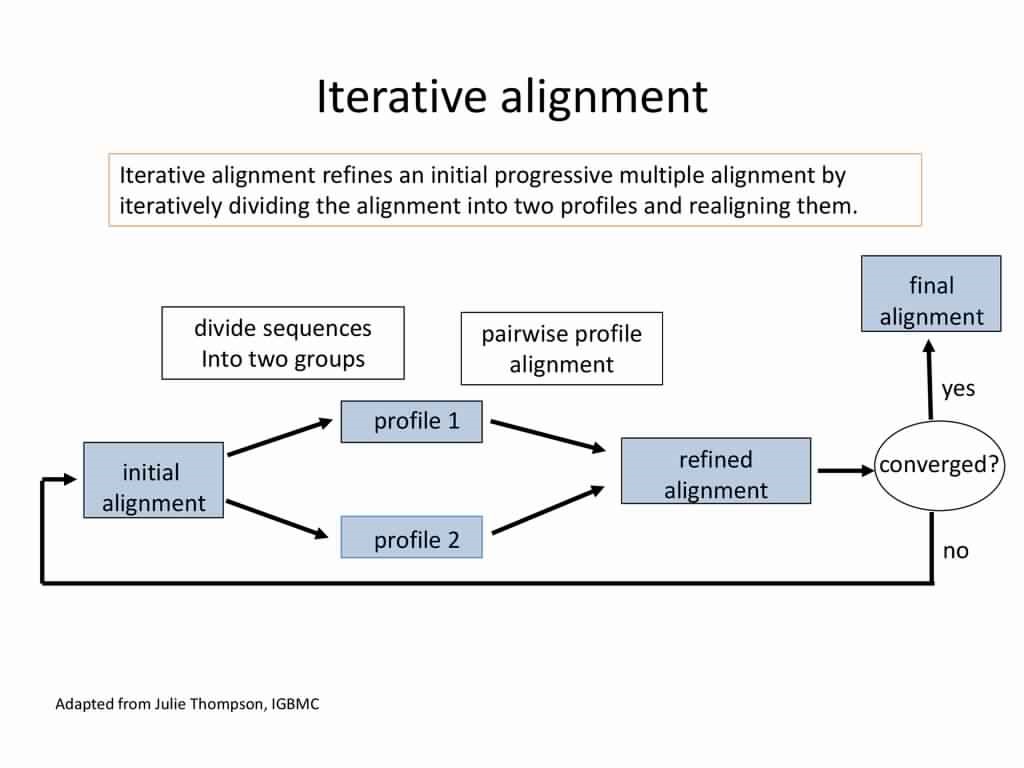 Iterative alignment
Iterative alignment refines an initial progressive multiple alignment by
iteratively dividing the alignment into two profiles and realigning them.
final
alignment
divide sequences
Into two groups
pairwise profile
alignment
yes
profile 1
initial
alignment
refined
alignment
converged?
profile 2
no
Adapted from Julie Thompson, IGBMC